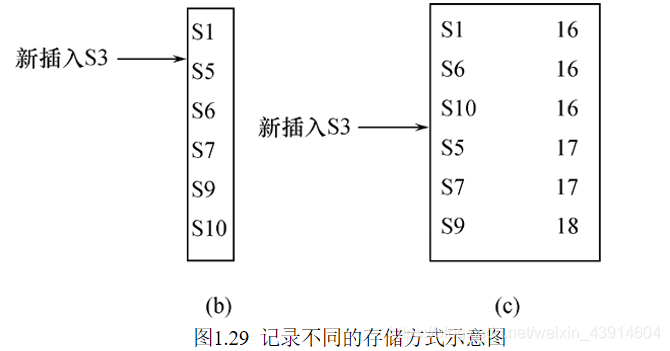 新插入S3
S1
S5
S6
S7
S9
S10
(b)
新插入S3
S1 16
S6 16
S10 16
S5 17
S7 17
S9 18
(c)
图1.29 记录不同的存储方式示意图
net/weixin_43914604